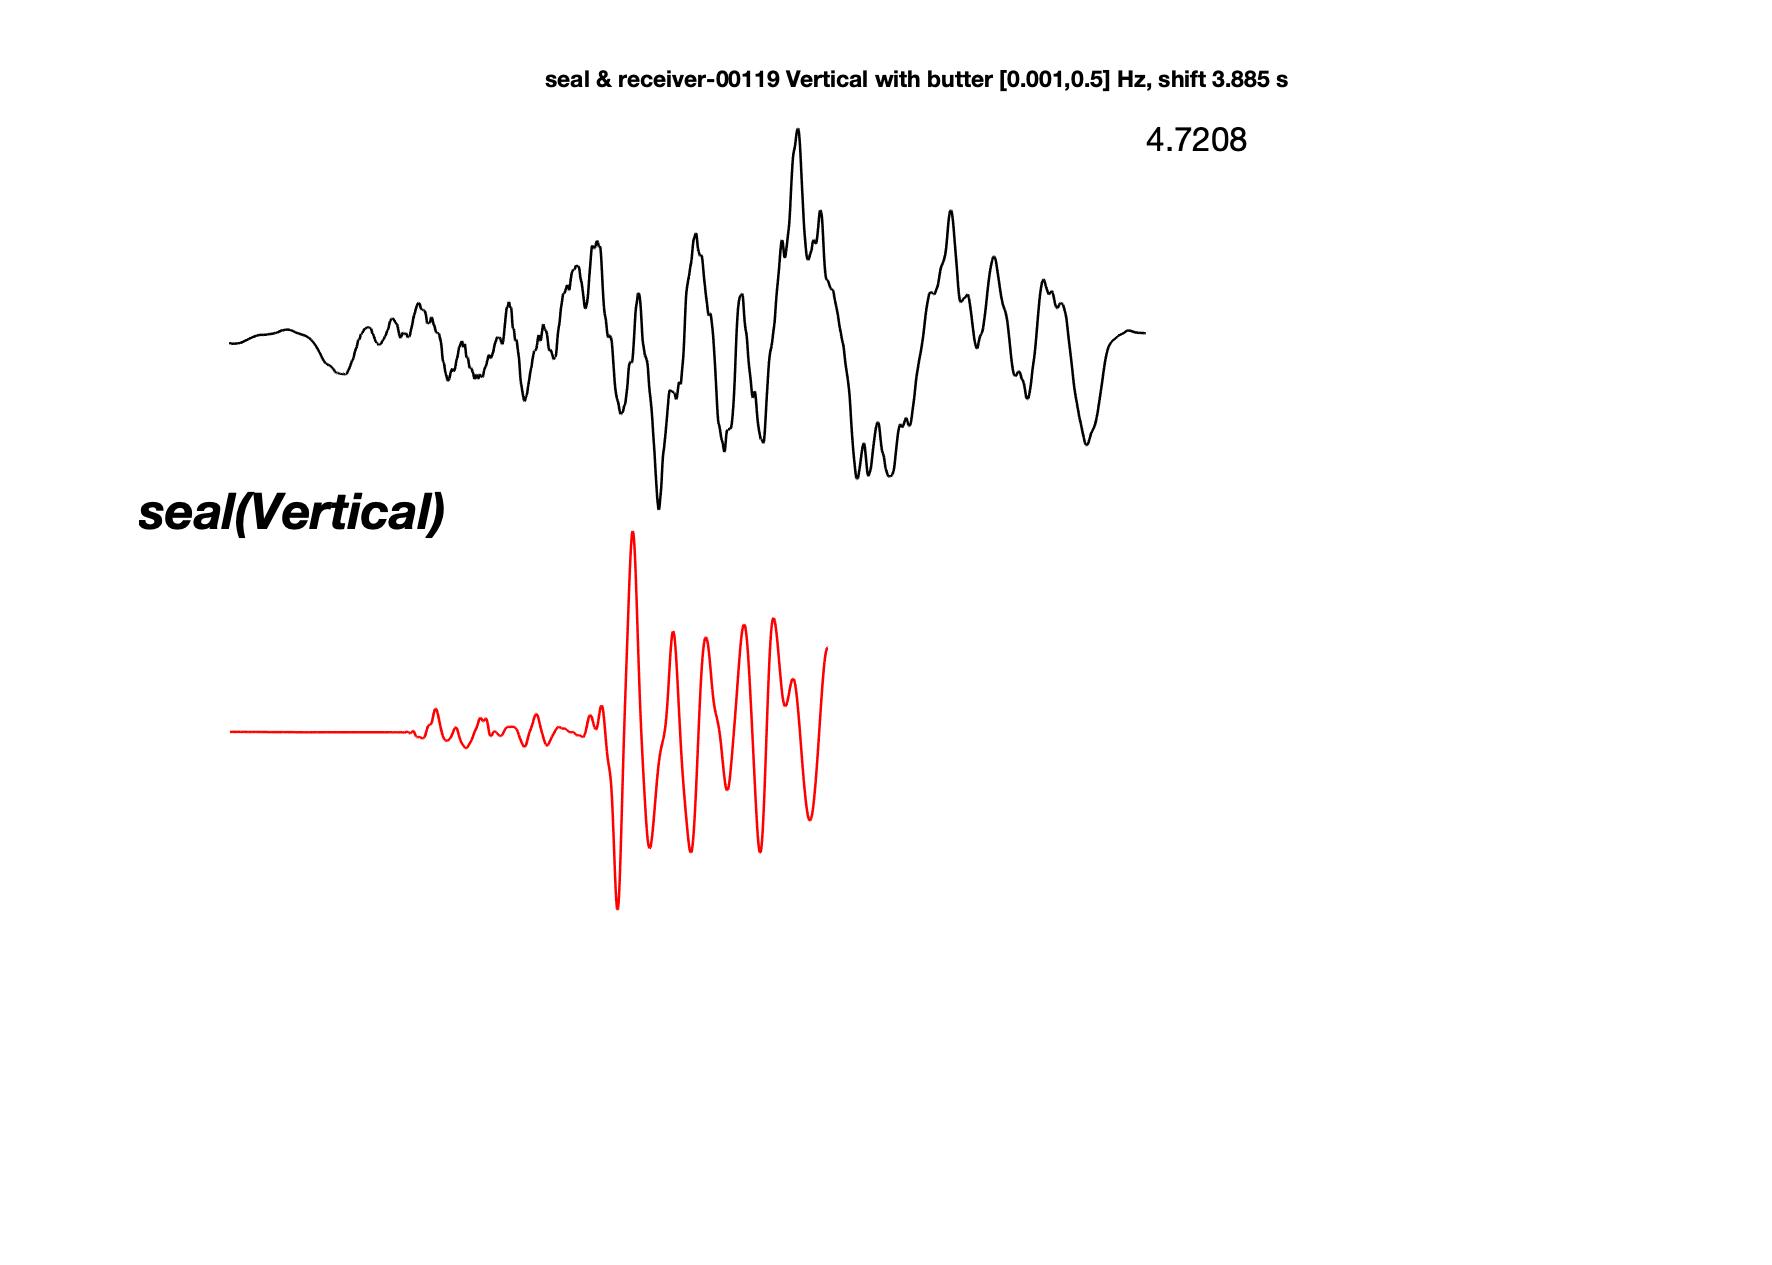 seal & receiver-00119 Vertical with butter [0.001,0.5] Hz, shift 3.885 s
4.7208
seal(Vertical)